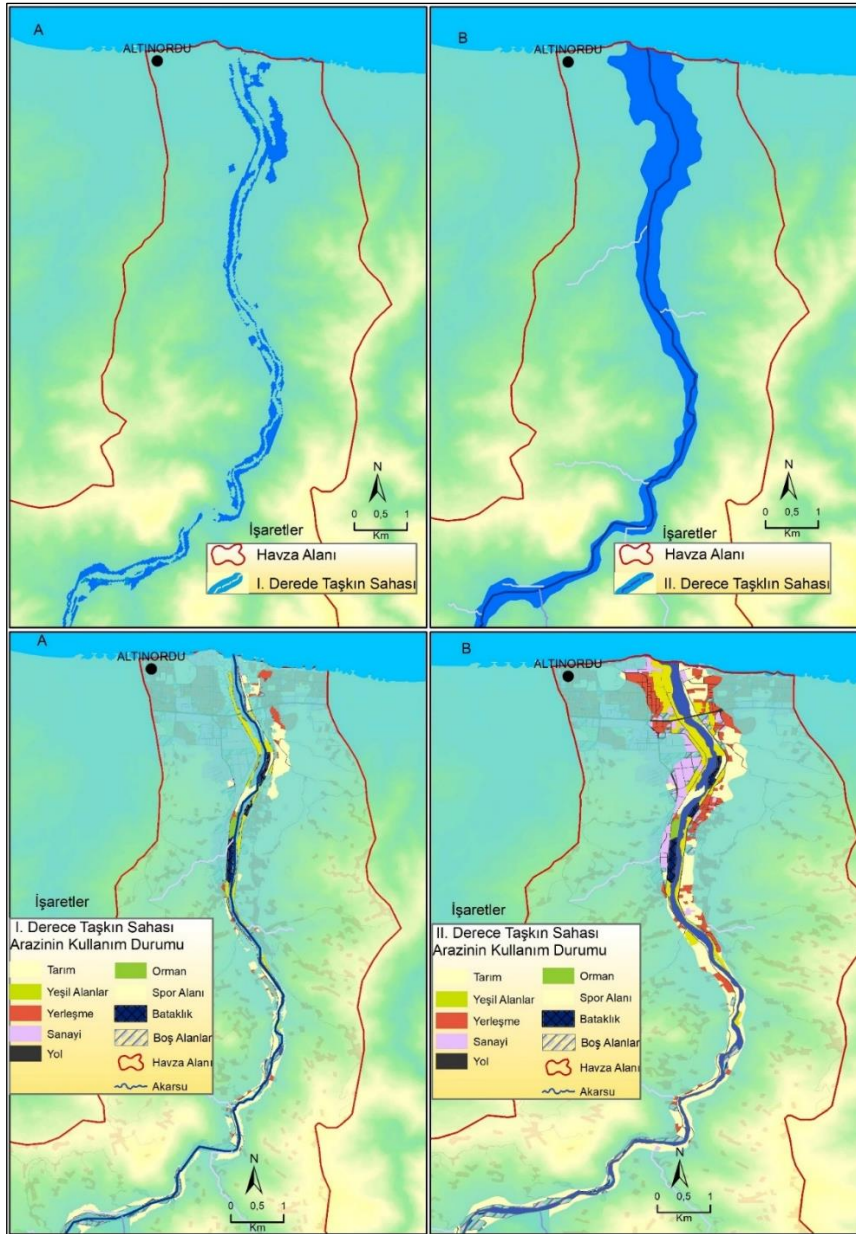 A
ALTINORDU
N
0 0,5 1
Km
İşaretler
Havza Alanı
I. Derede Taşkın Sahası
B
ALTINORDU
N
0 0,5 1
Km
İşaretler
Havza Alanı
II. Derece Taşklın Sahası
A
ALTINORDU
İşaretler
I. Derece Taşkın Sahası
Arazinin Kullanım Durumu
Tarım
Orman
Yeşil Alanlar
Spor Alanı
Yerleşme
Bataklık
Sanayi
Boş Alanlar
Yol
Havza Alanı
Akarsu
N
0 0,5 1
Km
B
ALTINORDU
İşaretler
II. Derece Taşkın Sahası
Arazinin Kullanım Durumu
Tarım
Orman
Yeşil Alanlar
Spor Alanı
Yerleşme
Bataklık
Sanayi
Boş Alanlar
Yol
Havza Alanı
Akarsu
N
0 0,5 1
Km